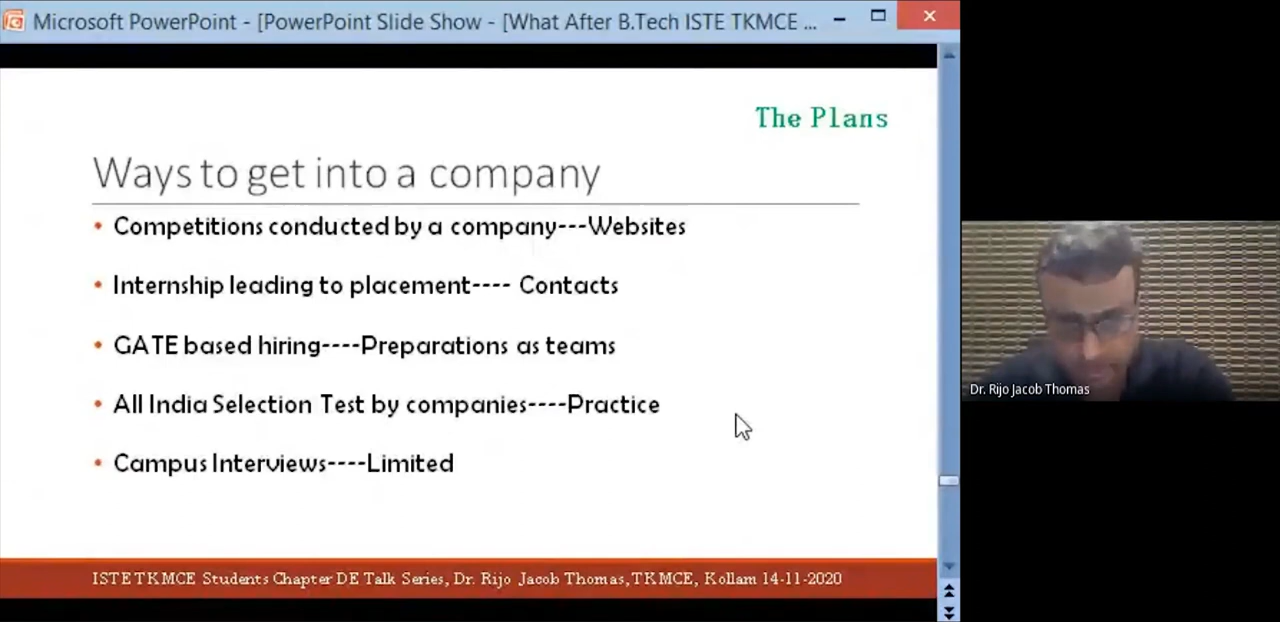 Microsoft PowerPoint - [PowerPoint Slide Show - [What After B.Tech ISTE TKMCE ...
The Plans
Ways to get into a company
• Competitions conducted by a company---Websites
• Internship leading to placement---- Contacts
• GATE based hiring----Preparations as teams
• All India Selection Test by companies----Practice
• Campus Interviews----Limited
ISTE TKMCE Students Chapter DE Talk Series, Dr. Rijo Jacob Thomas,TKMCE, Kollam 14-11-2020
Dr. Rijo Jacob Thomas